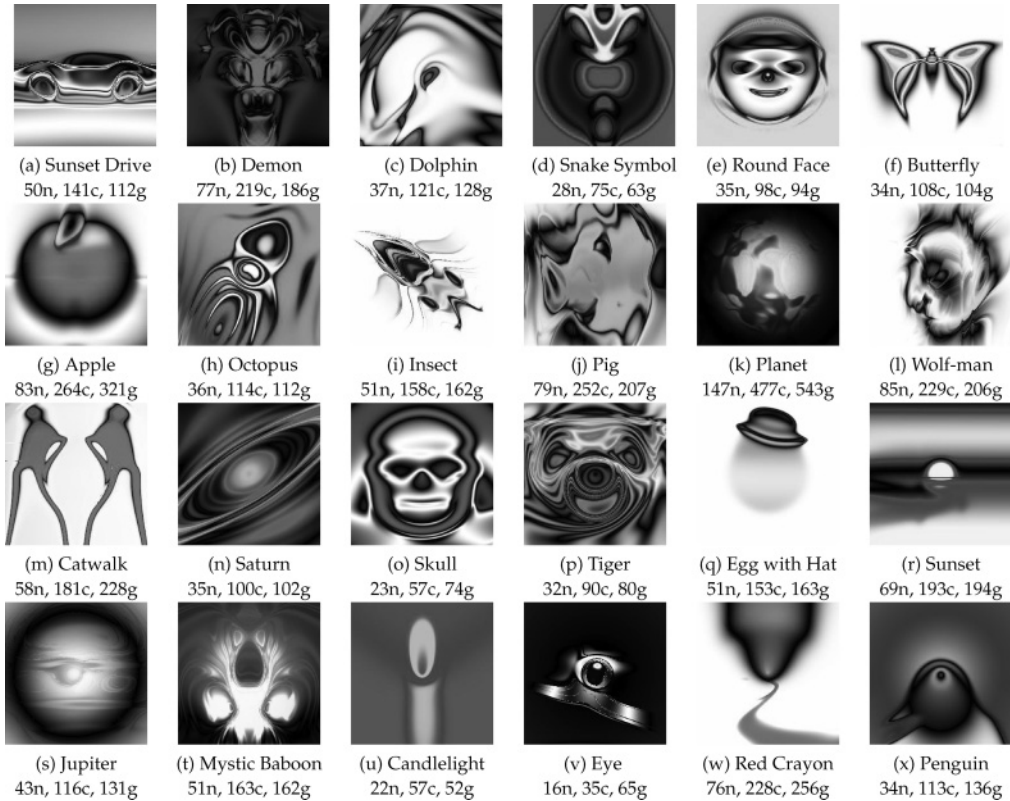 (a) Sunset Drive
50n, 141c, 112g
(b) Demon
77n, 219c, 186g
(c) Dolphin
37n, 121c, 128g
(d) Snake Symbol
28n, 75c, 63g
(e) Round Face
35n, 98c, 94g
(f) Butterfly
34n, 108c, 104g
(g) Apple
83n, 264c, 321g
(h) Octopus
36n, 114c, 112g
(i) Insect
51n, 158c, 162g
(j) Pig
79n, 252c, 207g
(k) Planet
147n, 477c, 543g
(l) Wolf-man
85n, 229c, 206g
(m) Catwalk
58n, 181c, 228g
(n) Saturn
35n, 100c, 102g
(o) Skull
23n, 57c, 74g
(p) Tiger
32n, 90c, 80g
(q) Egg with Hat
51n, 153c, 163g
(r) Sunset
69n, 193c, 194g
(s) Jupiter
43n, 116c, 131g
(t) Mystic Baboon
51n, 163c, 162g
(u) Candlelight
22n, 57c, 52g
(v) Eye
16n, 35c, 65g
(w) Red Crayon
76n, 228c, 256g
(x) Penguin
34n, 113c, 136g